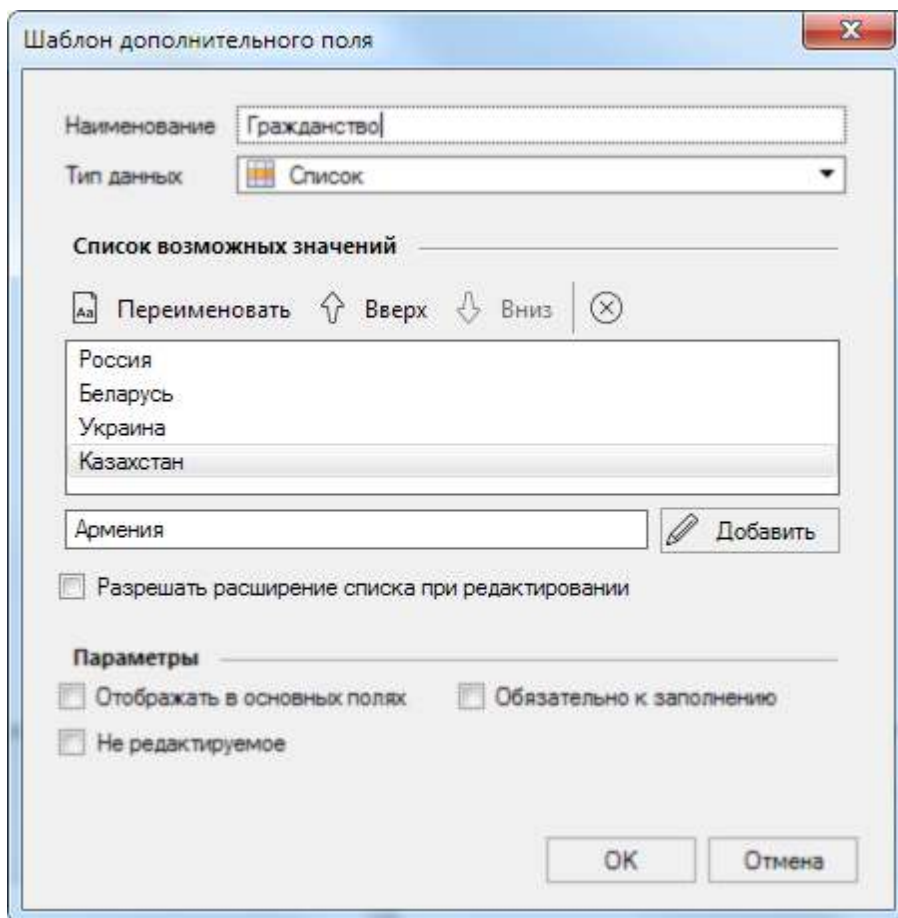 Шаблон дополнительного поля
Наименование Гражданство
Тип данных Список
Список возможных значений
Aa Переименовать Вверх Вниз
Россия
Беларусь
Украина
Казахстан
Армения Добавить
Разрешать расширение списка при редактировании
Параметры
Отображать в основных полях Обязательно к заполнению
Не редактируемое
OK Отмена